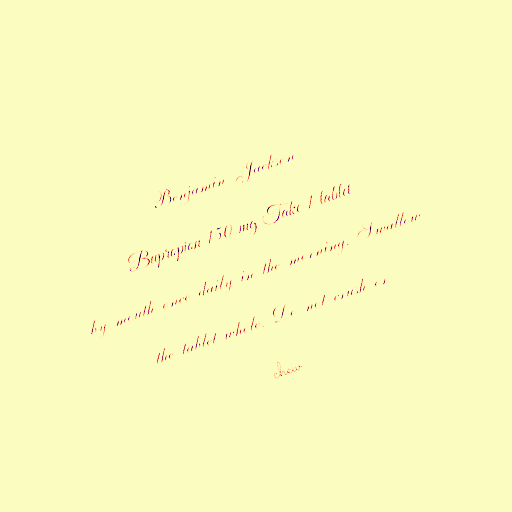 Benjamin Jackson
Bupropion 150 mg Take 1 tablet
by mouth once daily in the morning. Swallow
the tablet whole. Do not crush or
chew